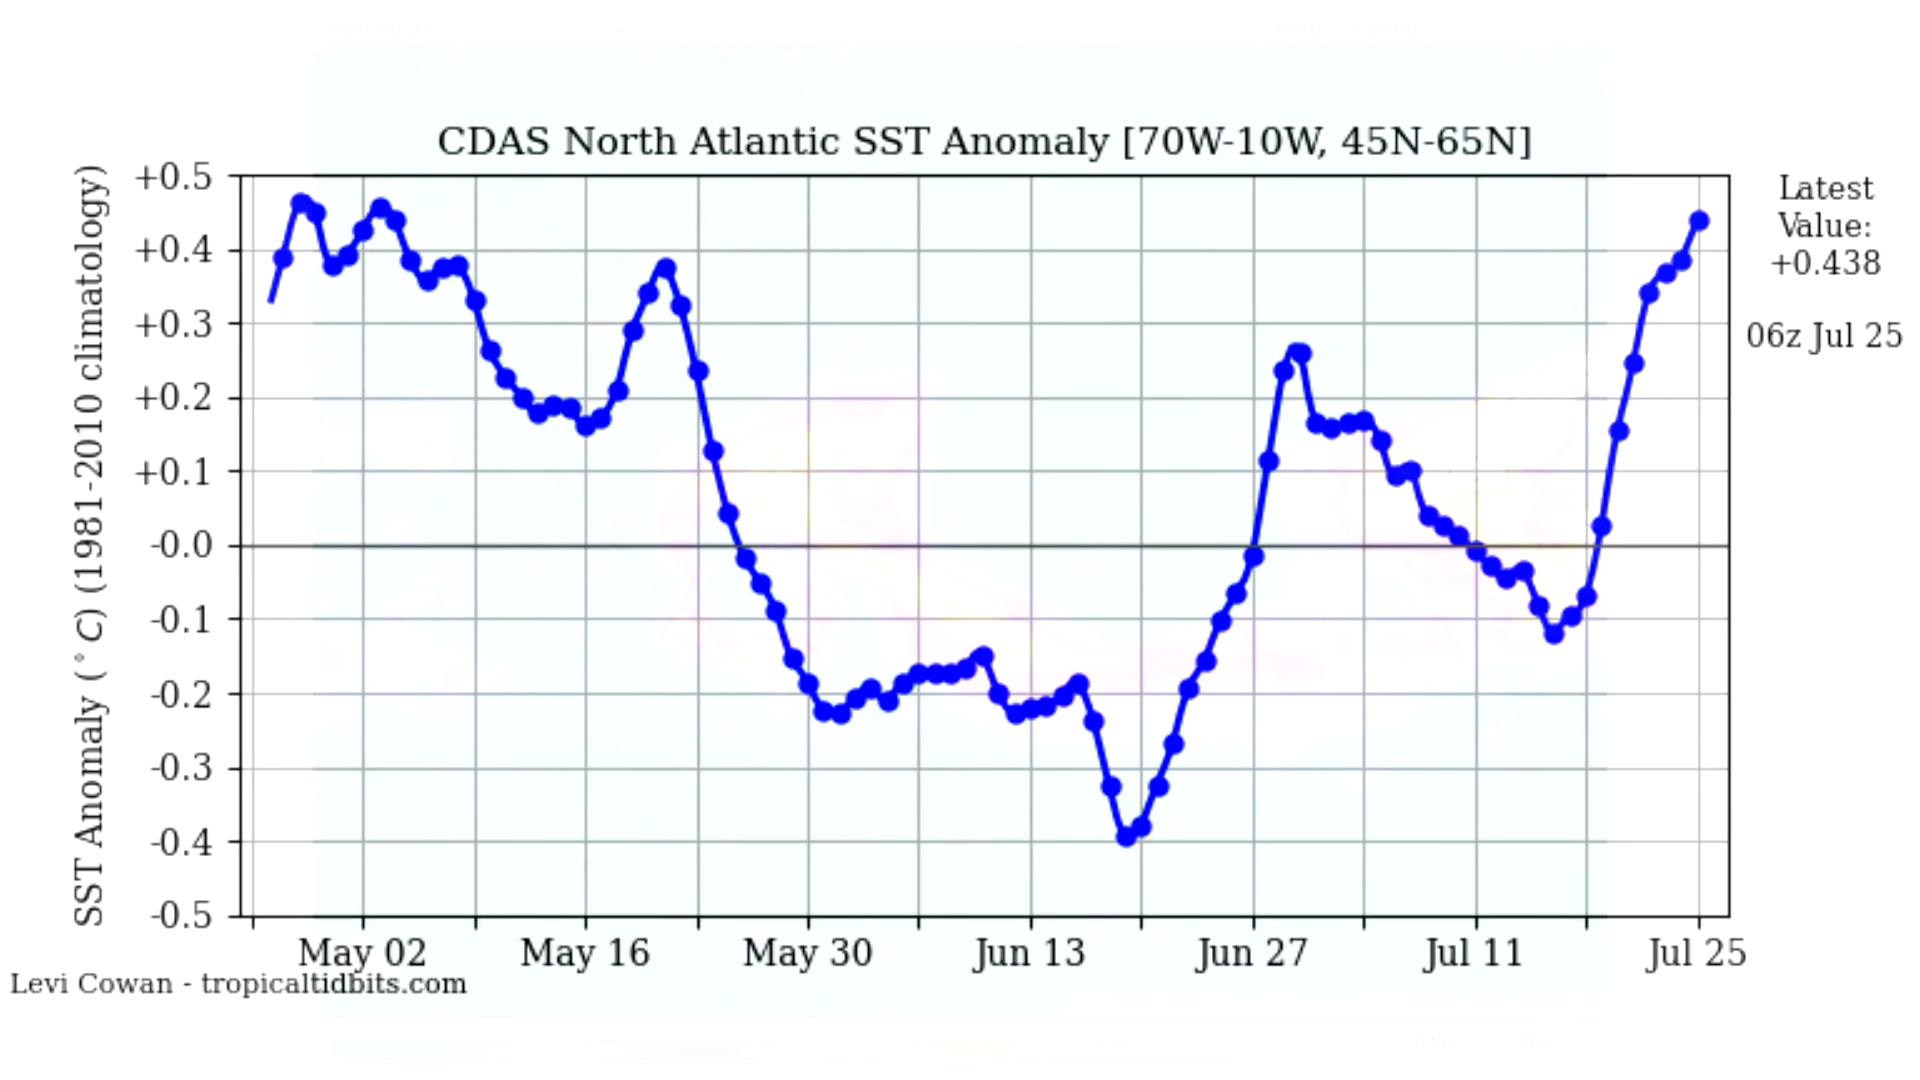 CDAS North Atlantic SST Anomaly [70W-10W, 45N-65N]
SST Anomaly (°C) (1981-2010 climatology)
+0.5
+0.4
+0.3
+0.2
+0.1
-0.0
-0.1
-0.2
-0.3
-0.4
-0.5
May 02 May 16 May 30 Jun 13 Jun 27 Jul 11 Jul 25
Latest
Value:
+0.438
06z Jul 25
Levi Cowan - tropicaltidbits.com